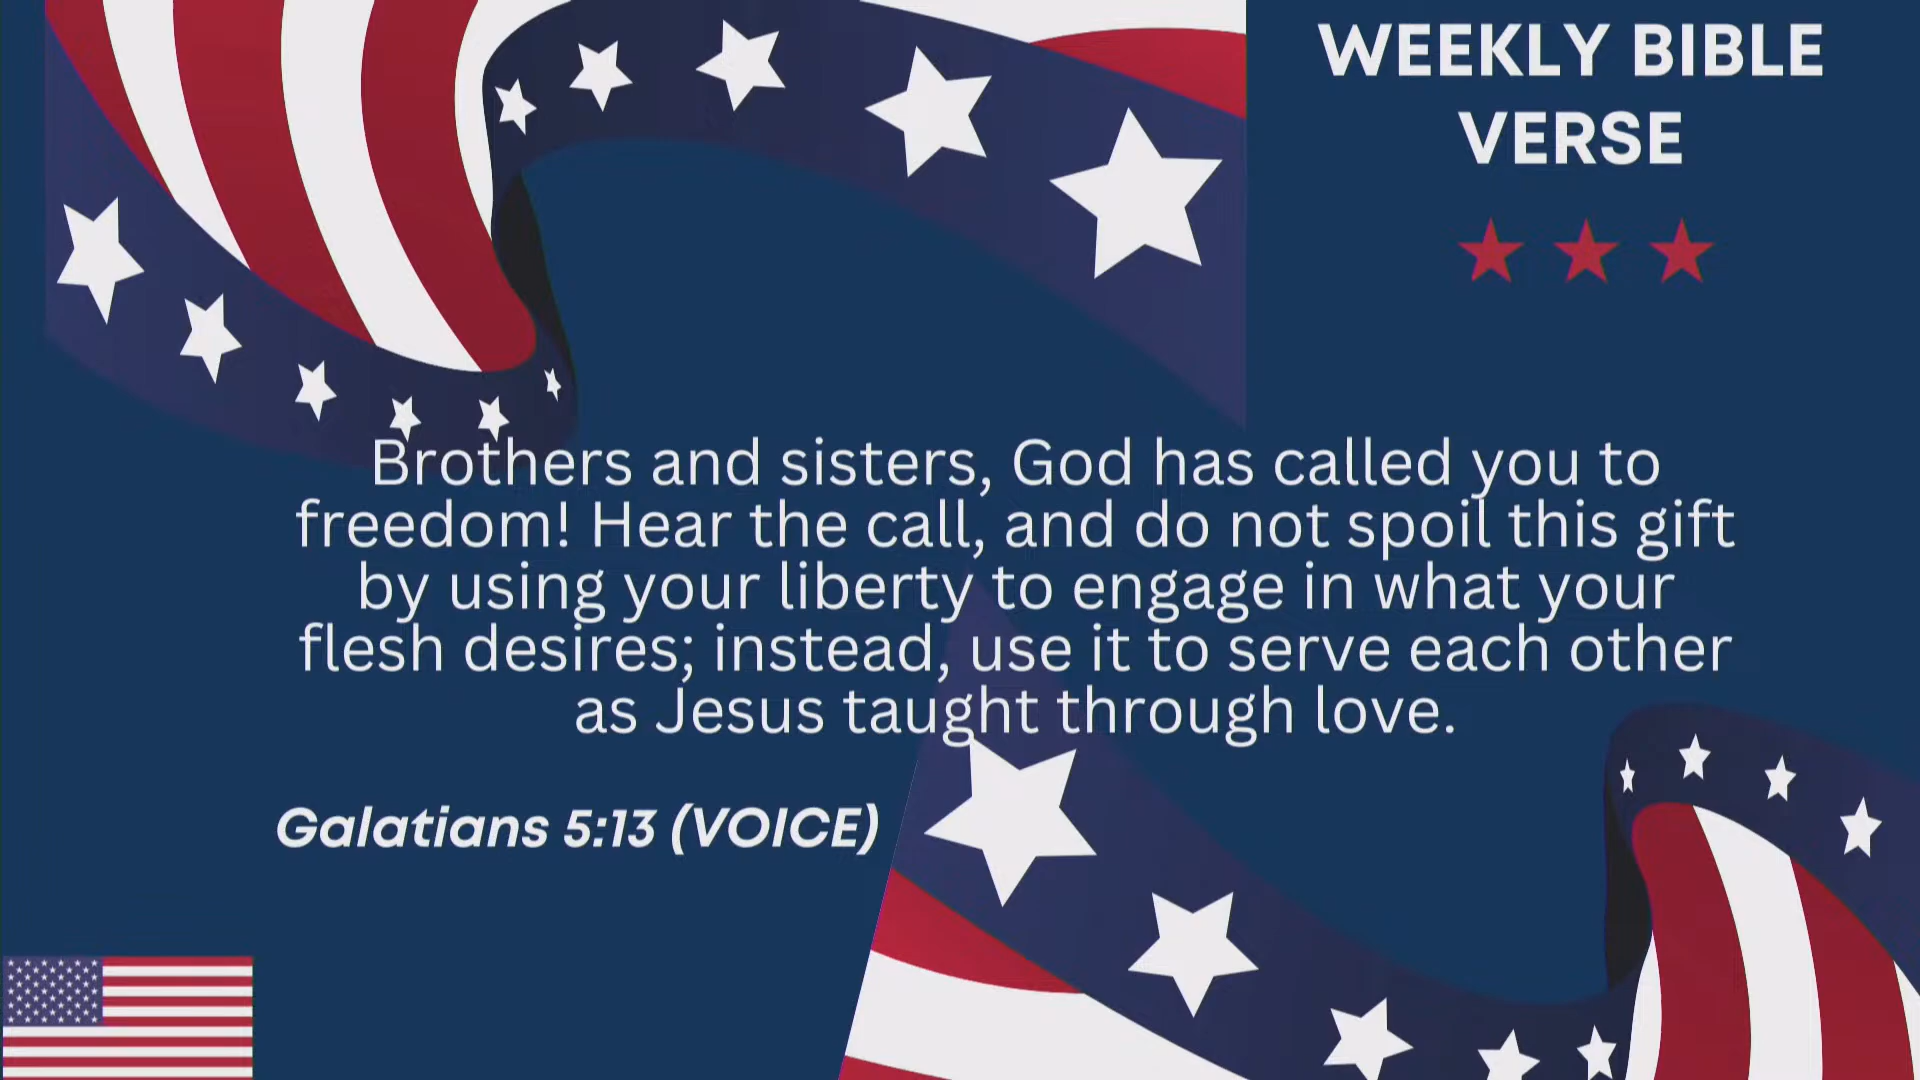 WEEKLY BIBLE
VERSE
Brothers and sisters, God has called you to
freedom! Hear the call, and do not spoil this gift
by using your liberty to engage in what your
flesh desires; instead, use it to serve each other
as Jesus taught through love.
Galatians 5:13 (VOICE)